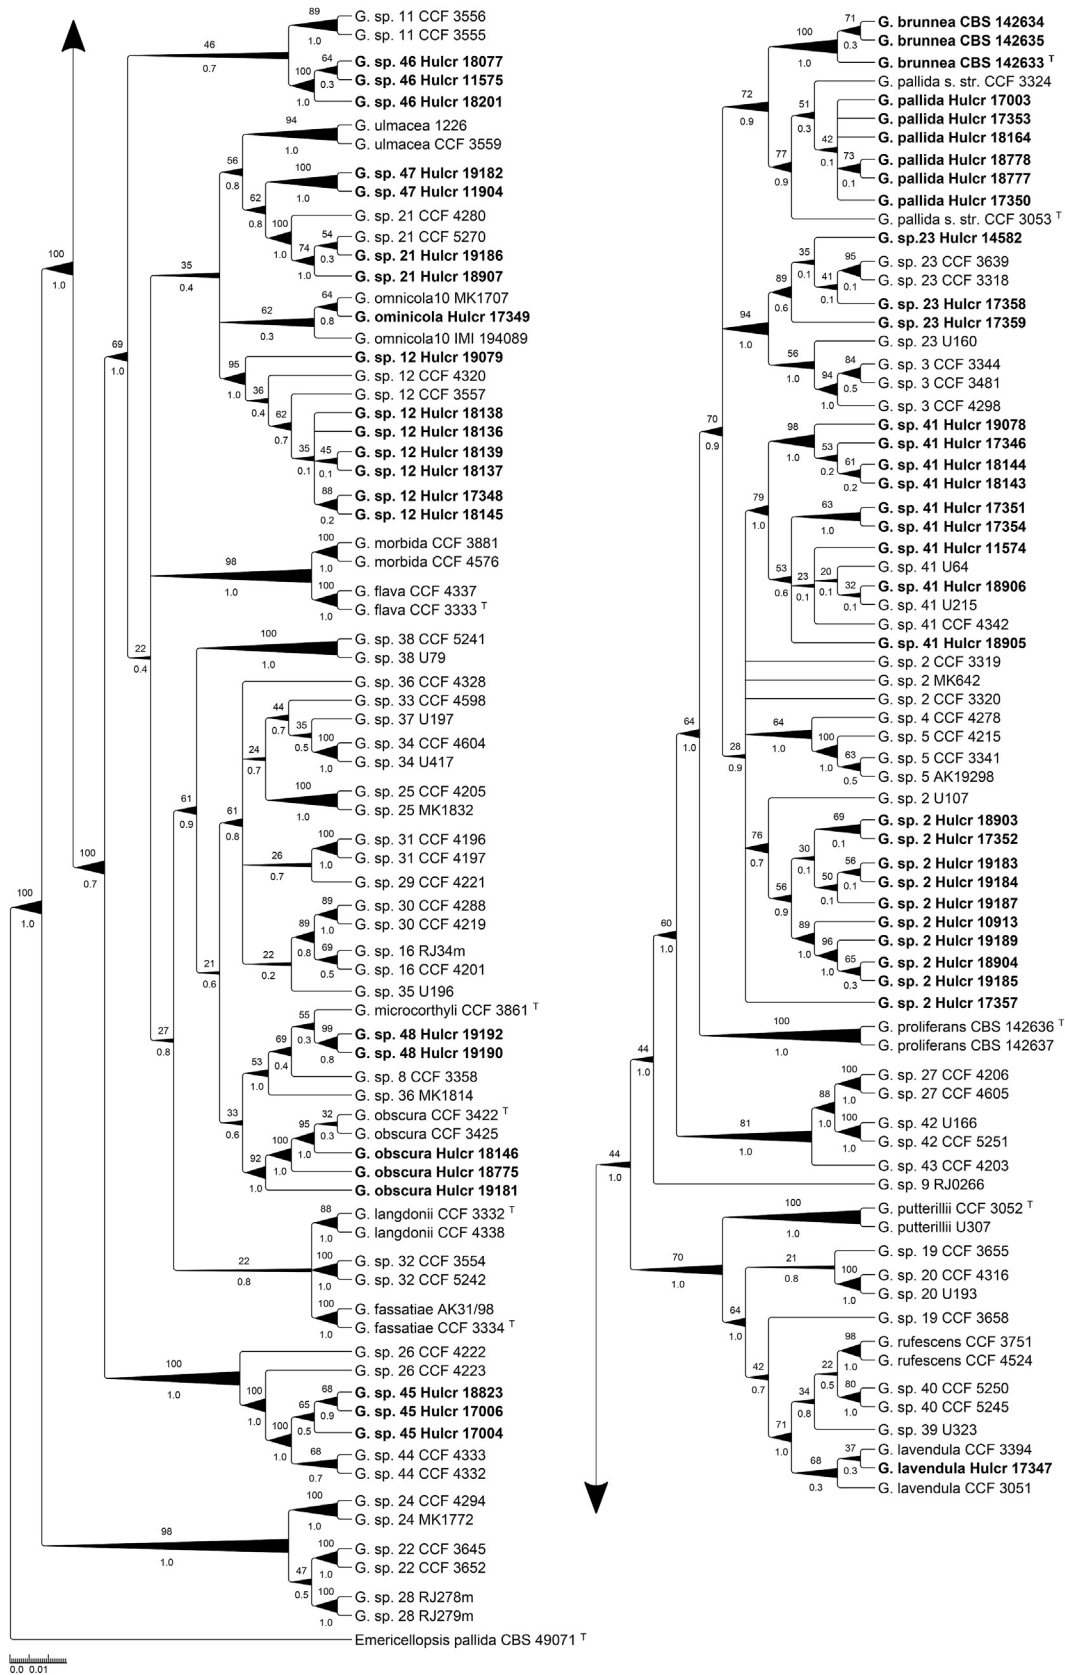 G. sp. 11 CCF 3556
G. sp. 11 CCF 3555
G. sp. 46 Hulcr 18077
G. sp. 46 Hulcr 11575
G. sp. 46 Hulcr 18201
G. ulmacea 1226
G. ulmacea CCF 3559
G. sp. 47 Hulcr 19182
G. sp. 47 Hulcr 11904
G. sp. 21 CCF 4280
G. sp. 21 CCF 5270
G. sp. 21 Hulcr 19186
G. sp. 21 Hulcr 18907
G. omnicola10 MK1707
G. ominicola Hulcr 17349
G. omnicola10 IMI 194089
G. sp. 12 Hulcr 19079
G. sp. 12 CCF 4320
G. sp. 12 CCF 3557
G. sp. 12 Hulcr 18138
G. sp. 12 Hulcr 18136
G. sp. 12 Hulcr 18139
G. sp. 12 Hulcr 18137
G. sp. 12 Hulcr 17348
G. sp. 12 Hulcr 18145
G. morbida CCF 3881
G. morbida CCF 4576
G. flava CCF 4337
G. flava CCF 3333 T
G. sp. 38 CCF 5241
G. sp. 38 U79
G. sp. 36 CCF 4328
G. sp. 33 CCF 4598
G. sp. 37 U197
G. sp. 34 CCF 4604
G. sp. 34 U417
G. sp. 25 CCF 4205
G. sp. 25 MK1832
G. sp. 31 CCF 4196
G. sp. 31 CCF 4197
G. sp. 29 CCF 4221
G. sp. 30 CCF 4288
G. sp. 30 CCF 4219
G. sp. 16 RJ34m
G. sp. 16 CCF 4201
G. sp. 35 U196
G. microcorthyli CCF 3861 T
G. sp. 48 Hulcr 19192
G. sp. 48 Hulcr 19190
G. sp. 8 CCF 3358
G. sp. 36 MK1814
G. obscura CCF 3422 T
G. obscura CCF 3425
G. obscura Hulcr 18146
G. obscura Hulcr 18775
G. obscura Hulcr 19181
G. langdonii CCF 3332 T
G. langdonii CCF 4338
G. sp. 32 CCF 3554
G. sp. 32 CCF 5242
G. fassatiae AK31/98
G. fassatiae CCF 3334 T
G. sp. 26 CCF 4222
G. sp. 26 CCF 4223
G. sp. 45 Hulcr 18823
G. sp. 45 Hulcr 17006
G. sp. 45 Hulcr 17004
G. sp. 44 CCF 4333
G. sp. 44 CCF 4332
G. sp. 24 CCF 4294
G. sp. 24 MK1772
G. sp. 22 CCF 3645
G. sp. 22 CCF 3652
G. sp. 28 RJ278m
G. sp. 28 RJ279m
Emericellopsis pallida CBS 49071 T
0.0 0.01
G. brunnea CBS 142634
G. brunnea CBS 142635
G. brunnea CBS 142633 T
G. pallida s. str. CCF 3324
G. pallida Hulcr 17003
G. pallida Hulcr 17353
G. pallida Hulcr 18164
G. pallida Hulcr 18778
G. pallida Hulcr 18777
G. pallida Hulcr 17350
G. pallida s. str. CCF 3053 T
G. sp.23 Hulcr 14582
G. sp. 23 CCF 3639
G. sp. 23 CCF 3318
G. sp. 23 Hulcr 17358
G. sp. 23 Hulcr 17359
G. sp. 23 U160
G. sp. 3 CCF 3344
G. sp. 3 CCF 3481
G. sp. 3 CCF 4298
G. sp. 41 Hulcr 19078
G. sp. 41 Hulcr 17346
G. sp. 41 Hulcr 18144
G. sp. 41 Hulcr 18143
G. sp. 41 Hulcr 17351
G. sp. 41 Hulcr 17354
G. sp. 41 Hulcr 11574
G. sp. 41 U64
G. sp. 41 Hulcr 18906
G. sp. 41 U215
G. sp. 41 CCF 4342
G. sp. 41 Hulcr 18905
G. sp. 2 CCF 3319
G. sp. 2 MK642
G. sp. 2 CCF 3320
G. sp. 4 CCF 4278
G. sp. 5 CCF 4215
G. sp. 5 CCF 3341
G. sp. 5 AK19298
G. sp. 2 U107
G. sp. 2 Hulcr 18903
G. sp. 2 Hulcr 17352
G. sp. 2 Hulcr 19183
G. sp. 2 Hulcr 19184
G. sp. 2 Hulcr 19187
G. sp. 2 Hulcr 10913
G. sp. 2 Hulcr 19189
G. sp. 2 Hulcr 18904
G. sp. 2 Hulcr 19185
G. sp. 2 Hulcr 17357
G. proliferans CBS 142636 T
G. proliferans CBS 142637
G. sp. 27 CCF 4206
G. sp. 27 CCF 4605
G. sp. 42 U166
G. sp. 42 CCF 5251
G. sp. 43 CCF 4203
G. sp. 9 RJ0266
G. putterillii CCF 3052 T
G. putterillii U307
G. sp. 19 CCF 3655
G. sp. 20 CCF 4316
G. sp. 20 U193
G. sp. 19 CCF 3658
G. rufescens CCF 3751
G. rufescens CCF 4524
G. sp. 40 CCF 5250
G. sp. 40 CCF 5245
G. sp. 39 U323
G. lavendula CCF 3394
G. lavendula Hulcr 17347
G. lavendula CCF 3051